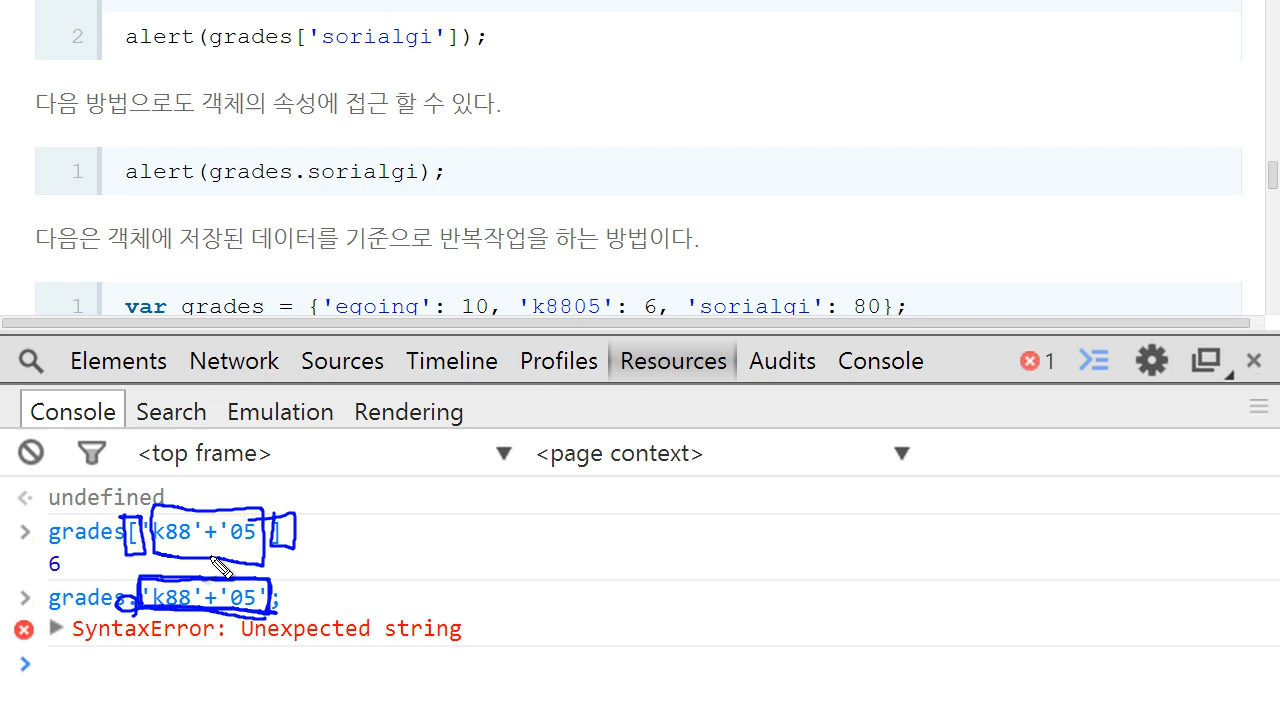 2 alert(grades['sorialgi']);
다음 방법으로도 객체의 속성에 접근 할 수 있다.
1 alert(grades.sorialgi);
다음은 객체에 저장된 데이터를 기준으로 반복작업을 하는 방법이다.
1 var grades = {'egoing': 10, 'k8805': 6, 'sorialgi': 80};
Elements Network Sources Timeline Profiles Resources Audits Console 1
Console Search Emulation Rendering
<top frame> <page context>
undefined
grades['k88'+'05']
6
grades.'k88'+'05';
SyntaxError: Unexpected string